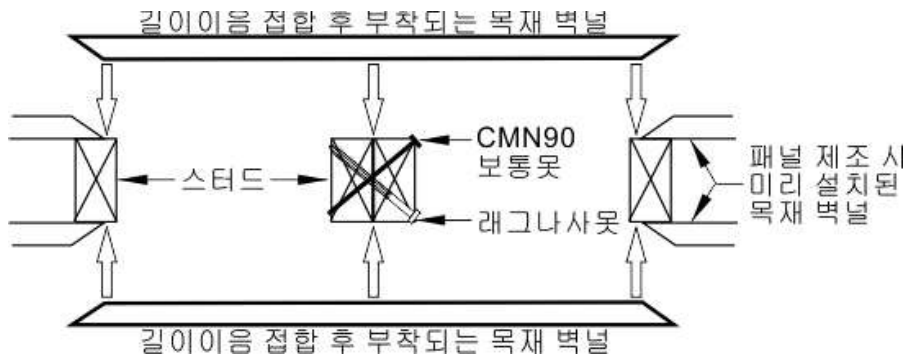 길이이음 접합 후 부착되는 목재 벽널
CMN90
보통못
스터드
래그나사못
패널 제조 시
미리 설치된
목재 벽널
길이이음 접합 후 부착되는 목재 벽널